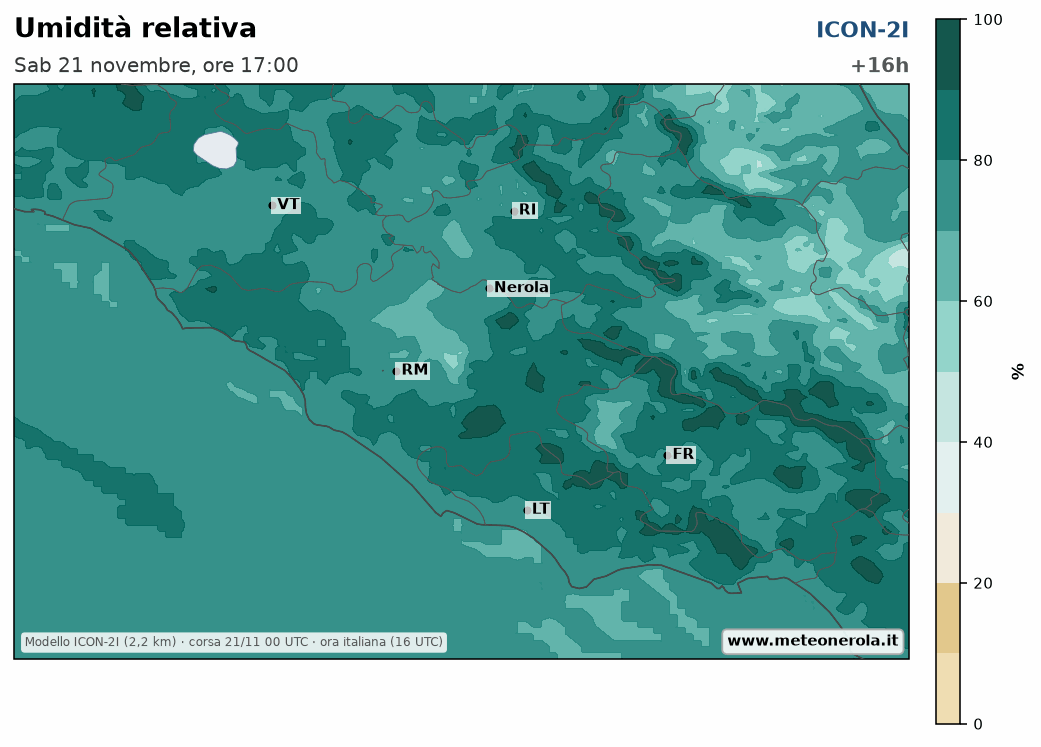 Umidità relativa
ICON-2I
Sab 21 novembre, ore 17:00
+16h
100
80
60
40
20
0
%
VT
RI
Nerola
RM
FR
LT
Modello ICON-2I (2,2 km) · corsa 21/11 00 UTC · ora italiana (16 UTC)
www.meteonerola.it